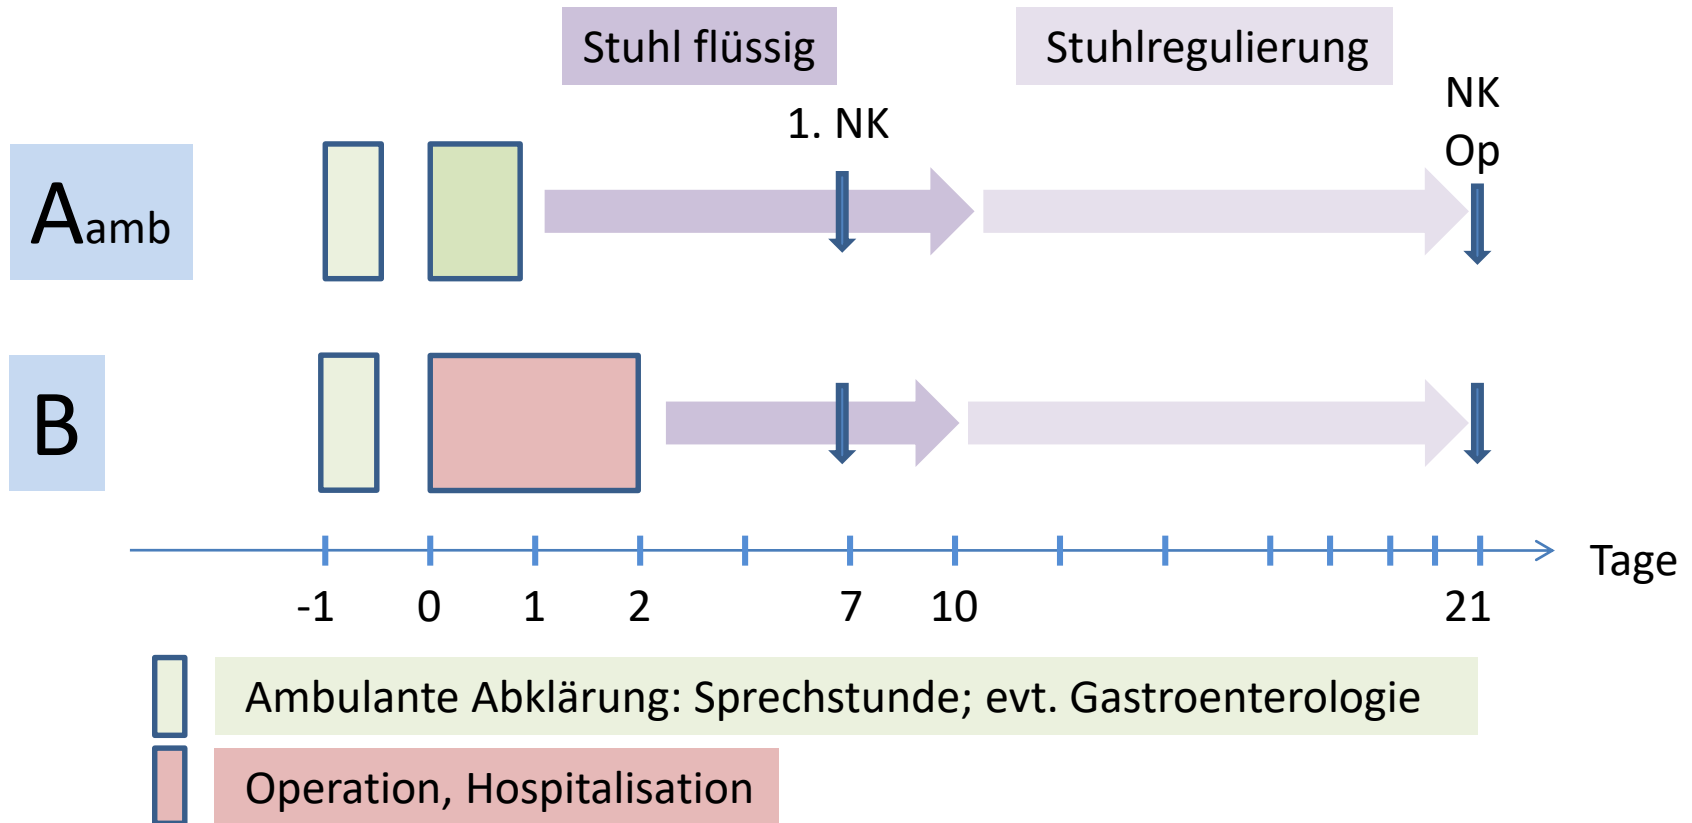 Stuhl flüssig
Stuhlregulierung
NK
Op
1. NK
Aamb
B
Tage
-1 0 1 2 7 10 21
Ambulante Abklärung: Sprechstunde; evt. Gastroenterologie
Operation, Hospitalisation